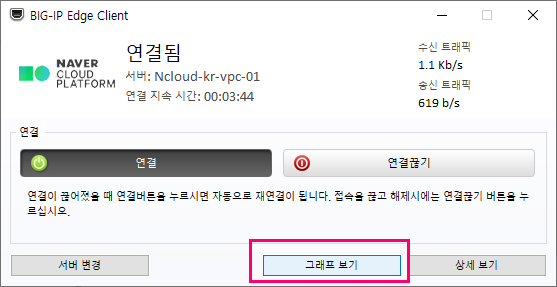 BIG-IP Edge Client
NAVER
CLOUD
PLATFORM
연결됨
서버: Ncloud-kr-vpc-01
연결 지속 시간: 00:03:44
수신 트래픽
1.1 Kb/s
송신 트래픽
619 b/s
연결
연결
연결끊기
연결이 끊어졌을 때 연결버튼을 누르시면 자동으로 재연결이 됩니다. 접속을 끊고 해제시에는 연결끊기 버튼을 누
르십시오.
서버 변경
그래프 보기
상세 보기